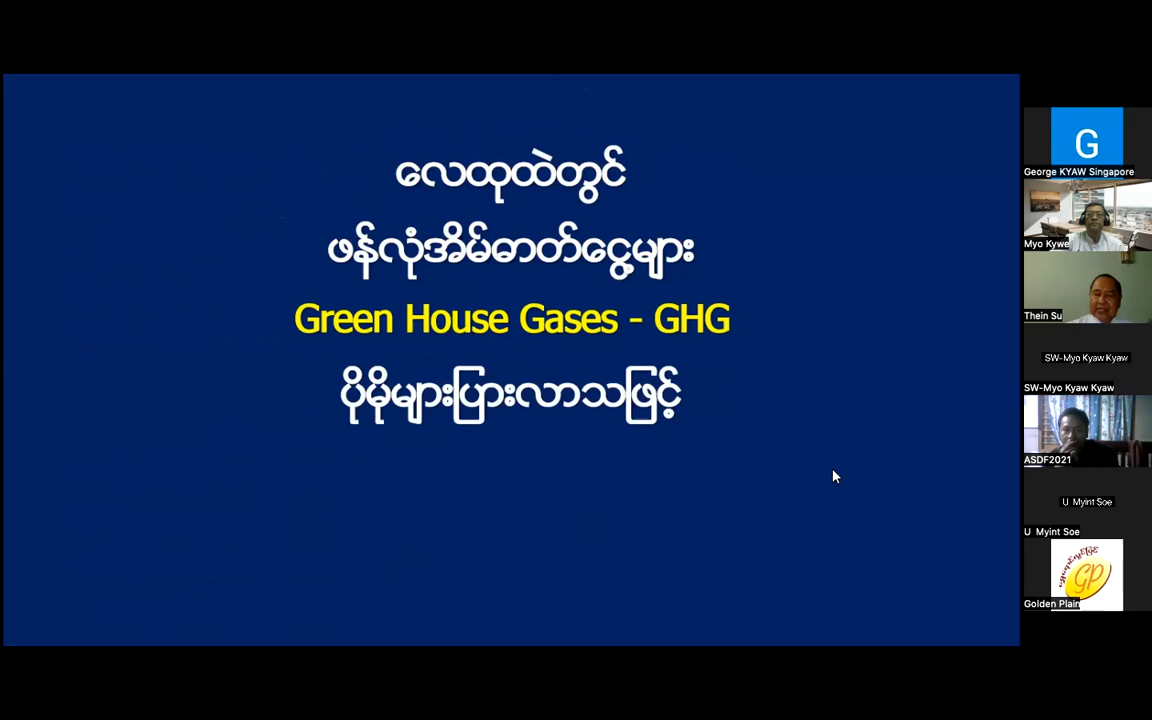 လေထုထဲတွင်
ဖန်လုံအိမ်ဓာတ်ငွေ့များ
Green House Gases - GHG
ပိုမိုများပြားလာသဖြင့်
G
George KYAW Singapore
Myo Kywe
Thein Su
SW-Myo Kyaw Kyaw
SW-Myo Kyaw Kyaw
ASDF2021
U Myint Soe
U Myint Soe
GP
Golden Plain